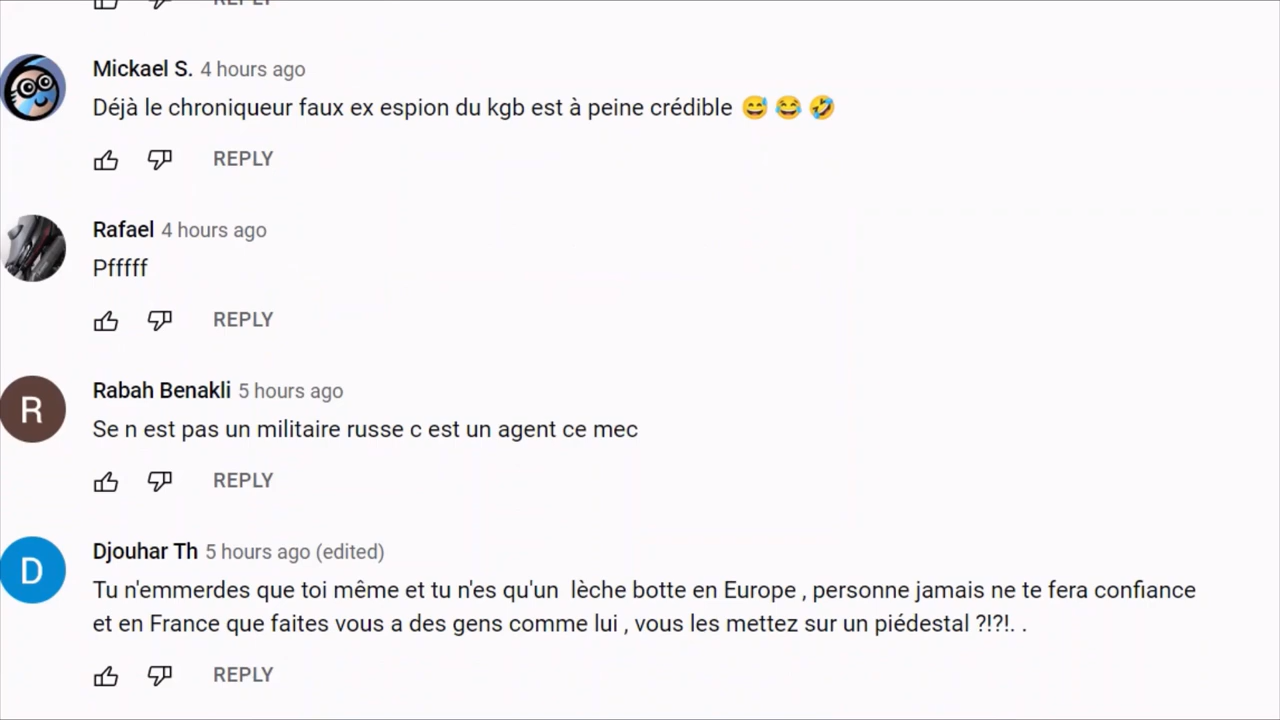 REPLY
Mickael S. 4 hours ago
Déjà le chroniqueur faux ex espion du kgb est à peine crédible 😅 😂 🤣
REPLY
Rafael 4 hours ago
Pfffff
REPLY
R
Rabah Benakli 5 hours ago
Se n est pas un militaire russe c est un agent ce mec
REPLY
D
Djouhar Th 5 hours ago (edited)
Tu n'emmerdes que toi même et tu n'es qu'un  lèche botte en Europe , personne jamais ne te fera confiance
et en France que faites vous a des gens comme lui , vous les mettez sur un piédestal ?!?!. .
REPLY